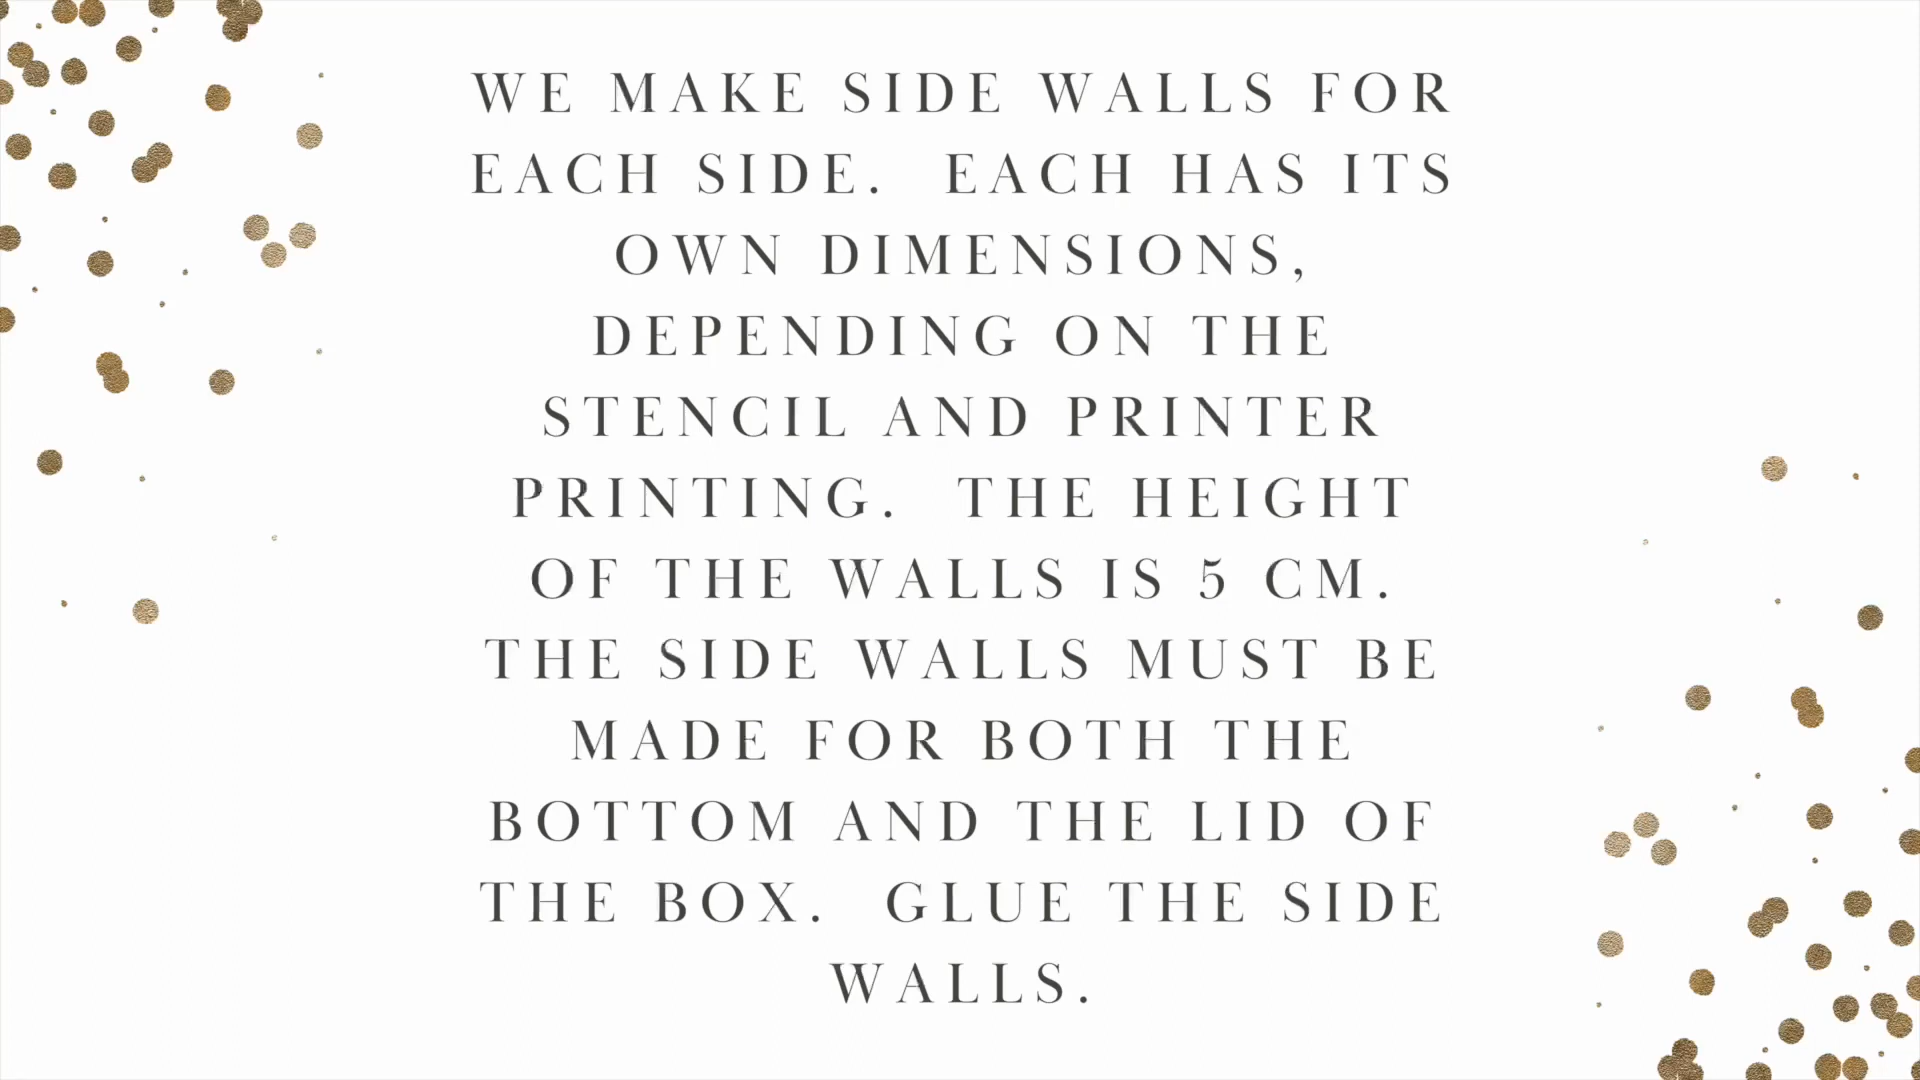 WE MAKE SIDE WALLS FOR
EACH SIDE. EACH HAS ITS
OWN DIMENSIONS,
DEPENDING ON THE
STENCIL AND PRINTER
PRINTING. THE HEIGHT
OF THE WALLS IS 5 CM.
THE SIDE WALLS MUST BE
MADE FOR BOTH THE
BOTTOM AND THE LID OF
THE BOX. GLUE THE SIDE
WALLS.